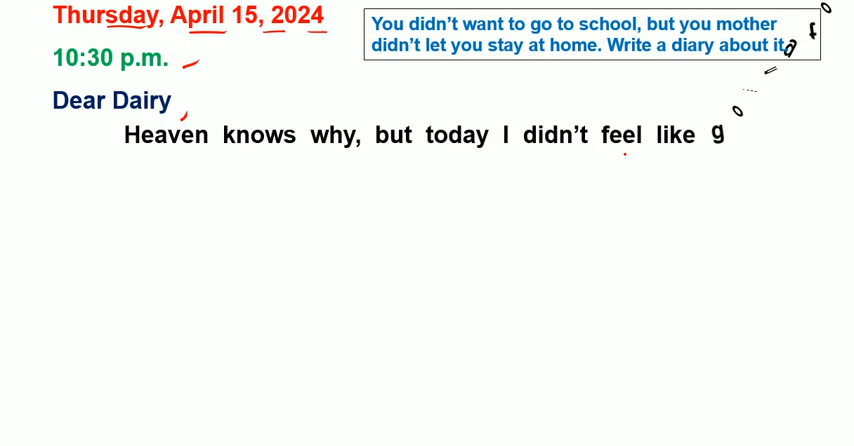 Thursday, April 15, 2024
You didn't want to go to school, but you mother
didn't let you stay at home. Write a diary about it.
10:30 p.m.
Dear Dairy,
Heaven knows why, but today I didn't feel like